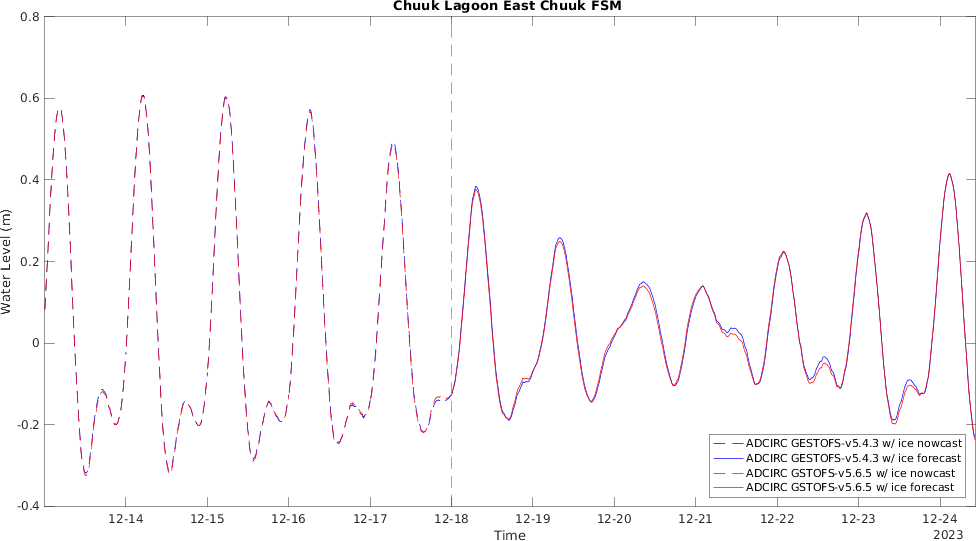 Chuuk Lagoon East Chuuk FSM
0.8
0.6
0.4
0.2
0
-0.2
-0.4
Water Level (m)
12-14 12-15 12-16 12-17 12-18 12-19 12-20 12-21 12-22 12-23 12-24
Time
2023
ADCIRC GESTOFS-v5.4.3 w/ ice nowcast
ADCIRC GESTOFS-v5.4.3 w/ ice forecast
ADCIRC GSTOFS-v5.6.5 w/ ice nowcast
ADCIRC GSTOFS-v5.6.5 w/ ice forecast